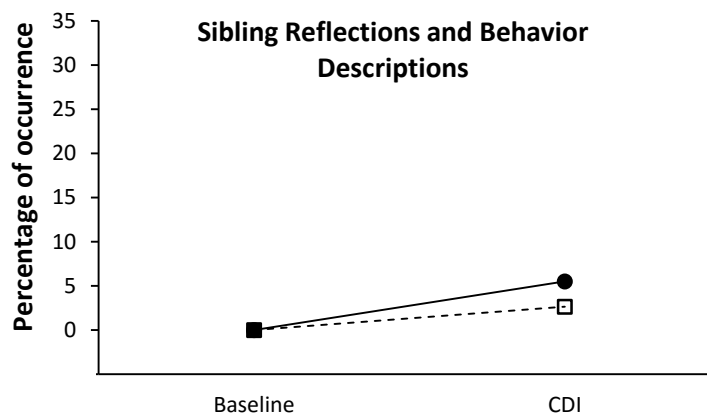 Sibling Reflections and Behavior
Descriptions
Percentage of occurrence
35
30
25
20
15
10
5
0
Baseline
CDI